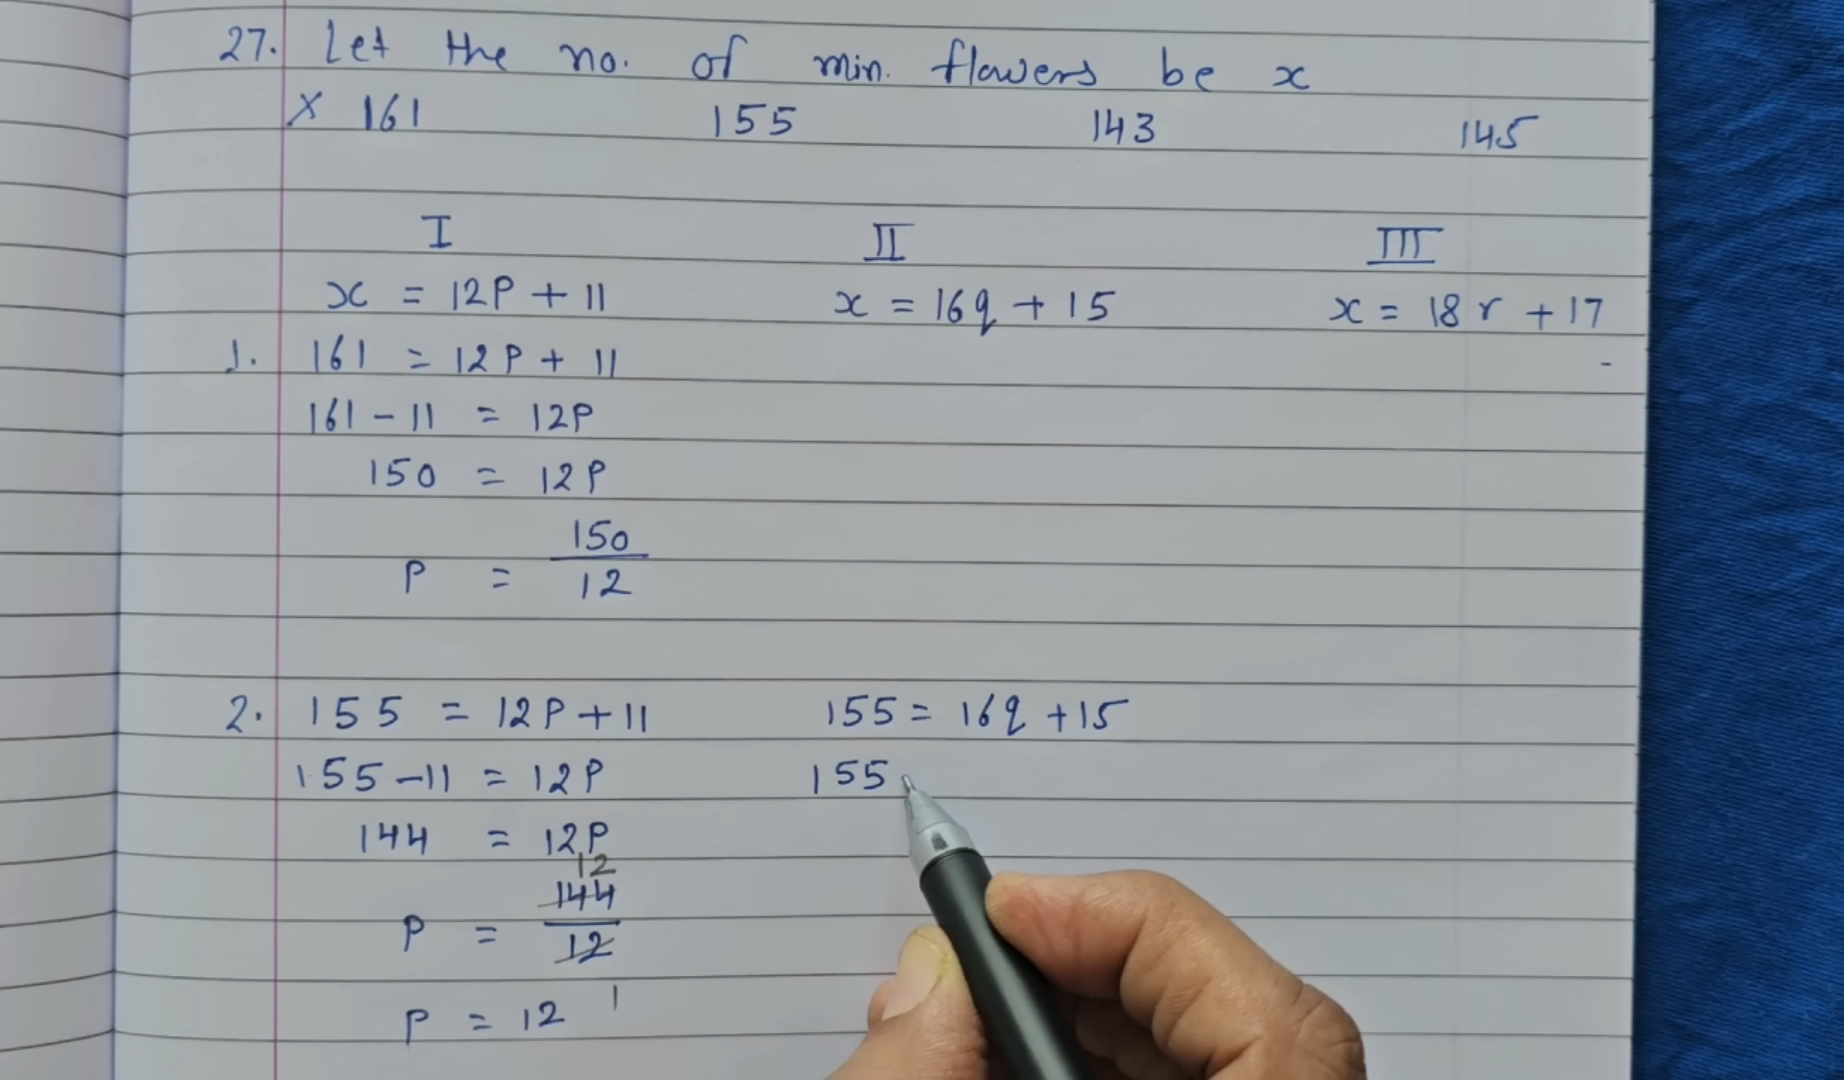 27. Let the no. of min. flowers be x
X 161 155 143 145
I II III
x = 12P + 11 x = 16q + 15 x = 18r + 17
1. 161 = 12P + 11
161 - 11 = 12P
150 = 12P
150
P = 
12
2. 155 = 12P + 11 155 = 16q + 15
155 - 11 = 12P 155
144 = 12P
12
144
P = 
12
1
P = 12